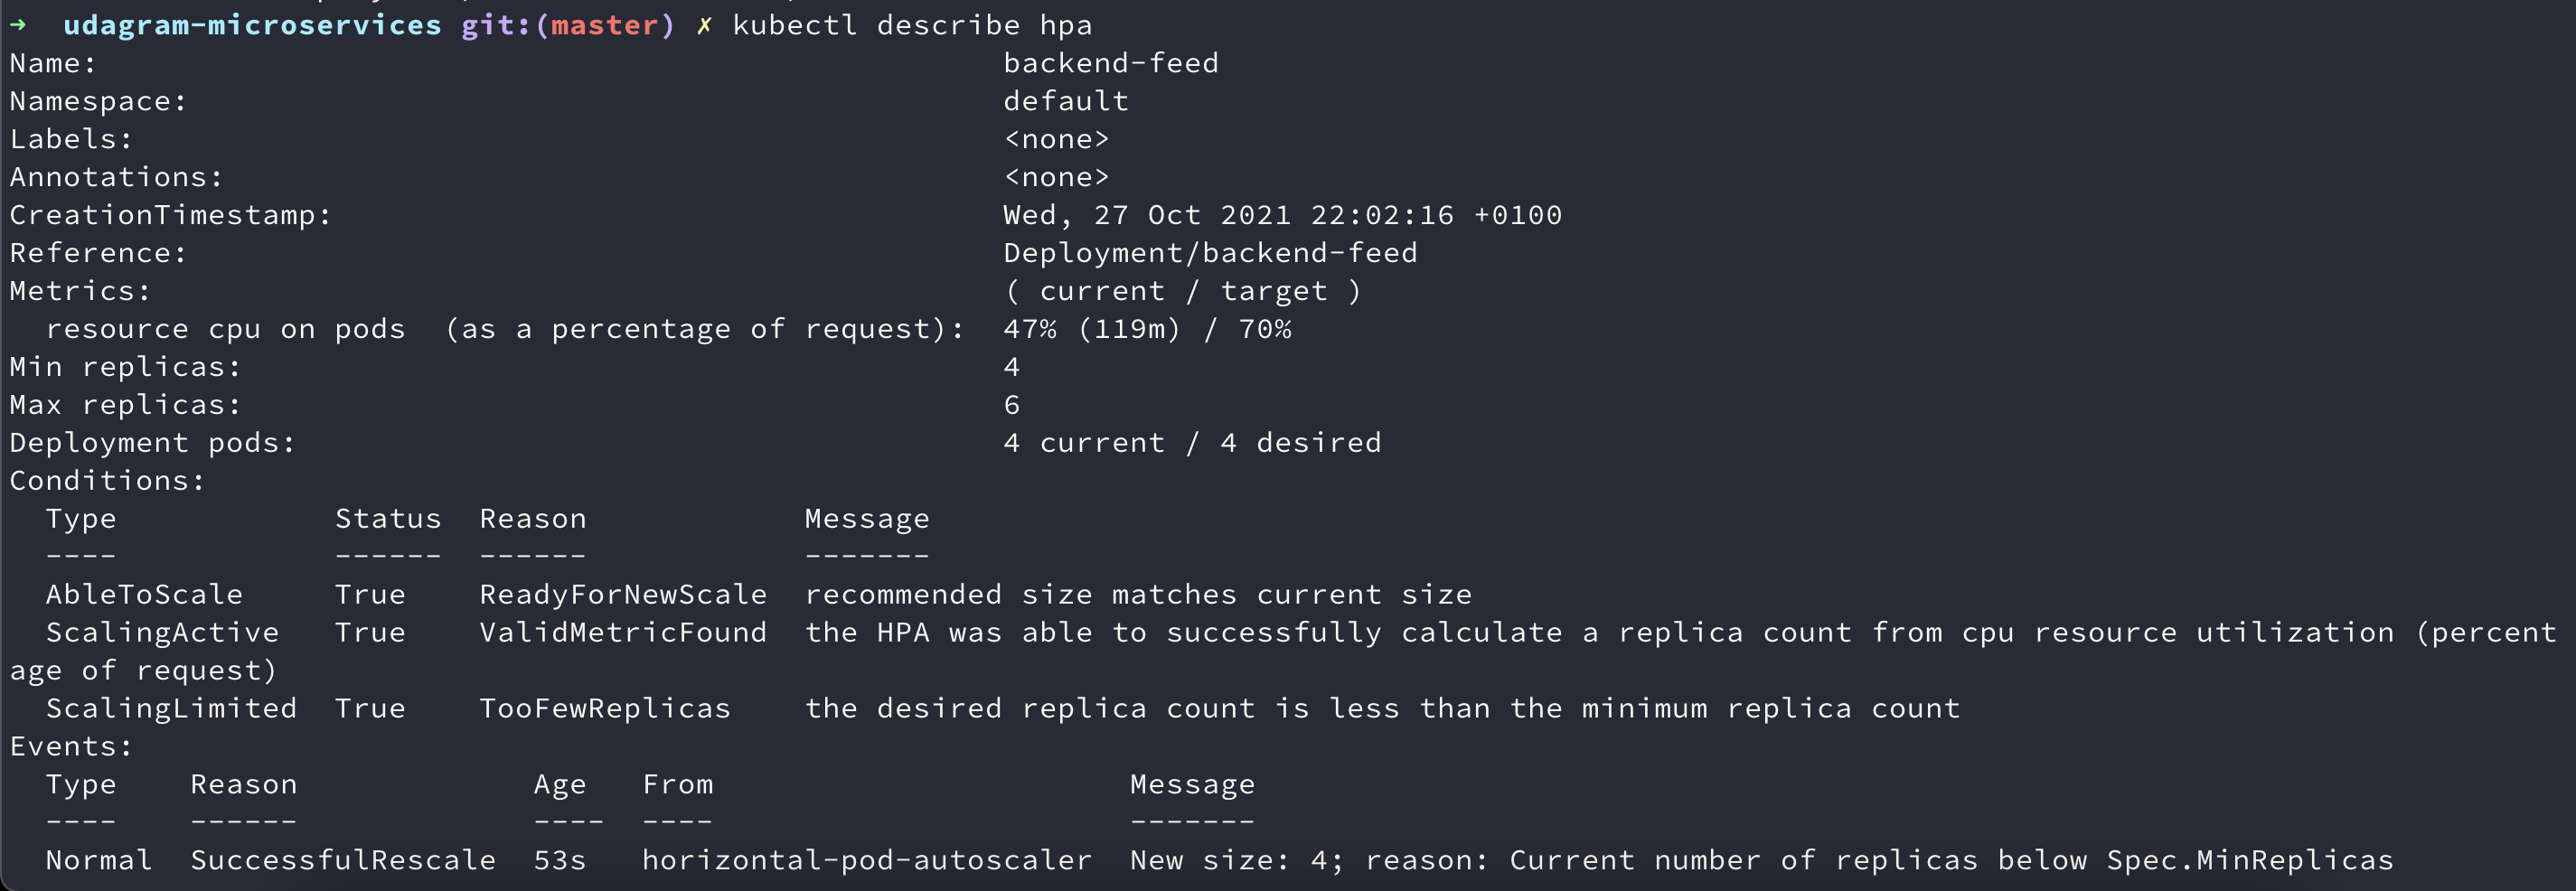 ➜  udagram-microservices git:(master) ✗ kubectl describe hpa
Name:                                                  backend-feed
Namespace:                                             default
Labels:                                                <none>
Annotations:                                           <none>
CreationTimestamp:                                     Wed, 27 Oct 2021 22:02:16 +0100
Reference:                                             Deployment/backend-feed
Metrics:                                               ( current / target )
  resource cpu on pods  (as a percentage of request):  47% (119m) / 70%
Min replicas:                                          4
Max replicas:                                          6
Deployment pods:                                       4 current / 4 desired
Conditions:
  Type            Status  Reason            Message
  ----            ------  ------            -------
  AbleToScale     True    ReadyForNewScale  recommended size matches current size
  ScalingActive   True    ValidMetricFound  the HPA was able to successfully calculate a replica count from cpu resource utilization (percent
age of request)
  ScalingLimited  True    TooFewReplicas    the desired replica count is less than the minimum replica count
Events:
  Type    Reason             Age   From                       Message
  ----    ------             ----  ----                       -------
  Normal  SuccessfulRescale  53s   horizontal-pod-autoscaler  New size: 4; reason: Current number of replicas below Spec.MinReplicas